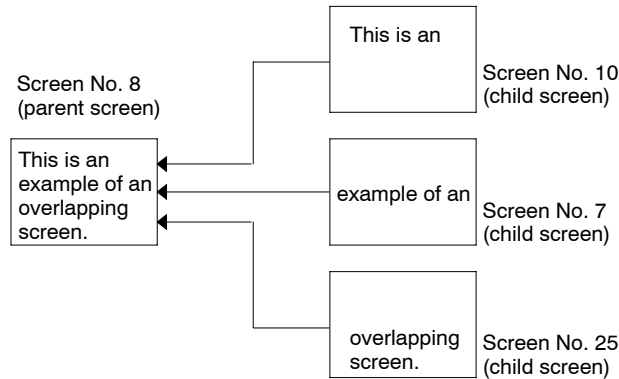 Screen No. 8
(parent screen)
This is an
example of an
overlapping
screen.
This is an
Screen No. 10
(child screen)
example of an
Screen No. 7
(child screen)
overlapping
screen.
Screen No. 25
(child screen)